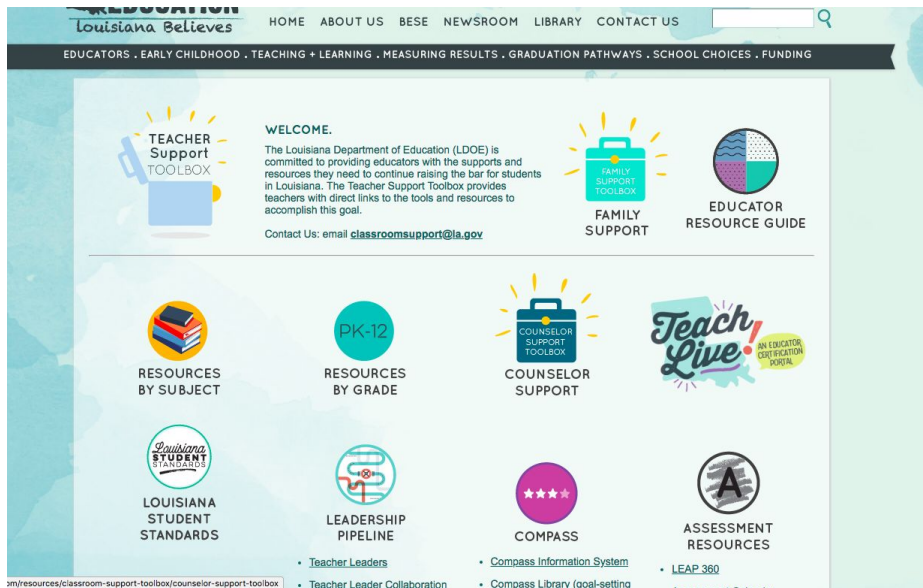 EDUCATION
Louisiana Believes
HOME ABOUT US BESE NEWSROOM LIBRARY CONTACT US
EDUCATORS . EARLY CHILDHOOD . TEACHING + LEARNING . MEASURING RESULTS . GRADUATION PATHWAYS . SCHOOL CHOICES . FUNDING
TEACHER
Support
TOOLBOX
WELCOME.
The Louisiana Department of Education (LDOE) is
committed to providing educators with the supports and
resources they need to continue raising the bar for students
in Louisiana. The Teacher Support Toolbox provides
teachers with direct links to the tools and resources to
accomplish this goal.
Contact Us: email classroomsupport@la.gov
FAMILY
SUPPORT
TOOLBOX
FAMILY
SUPPORT
EDUCATOR
RESOURCE GUIDE
RESOURCES
BY SUBJECT
PK-12
RESOURCES
BY GRADE
COUNSELOR
SUPPORT
TOOLBOX
COUNSELOR
SUPPORT
Teach
Live!
AN EDUCATOR
CERTIFICATION
PORTAL
Louisiana
STUDENT
STANDARDS
LOUISIANA
STUDENT
STANDARDS
LEADERSHIP
PIPELINE
• Teacher Leaders
• Teacher Leader Collaboration
COMPASS
• Compass Information System
• Compass Library (goal-setting
A
ASSESSMENT
RESOURCES
• LEAP 360
om/resources/classroom-support-toolbox/counselor-support-toolbox